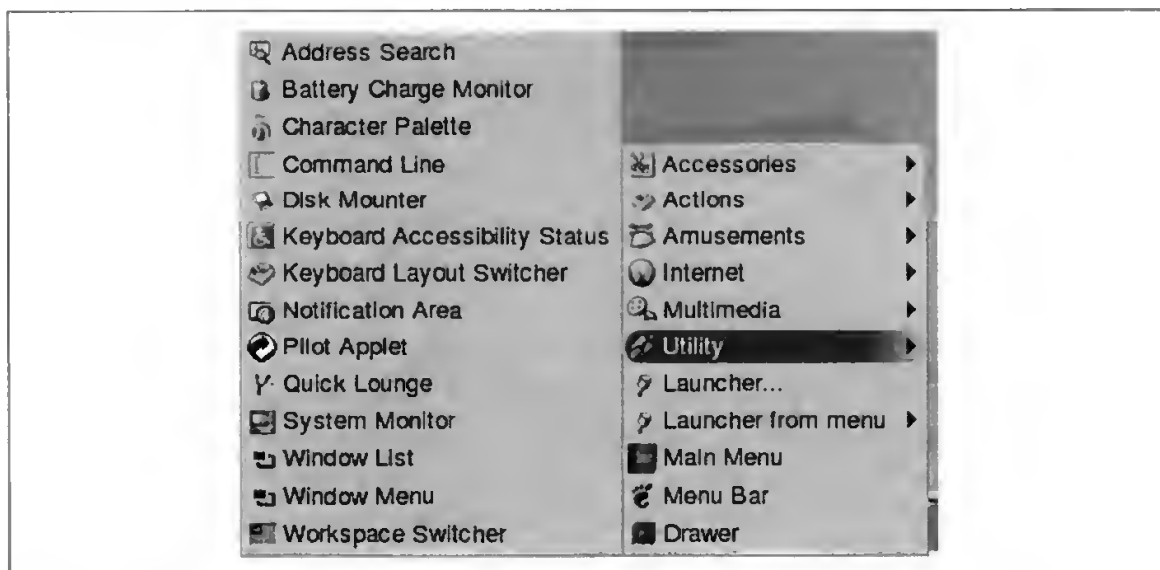 Address Search
Battery Charge Monitor
Character Palette
Command Line
Disk Mounter
Keyboard Accessibility Status
Keyboard Layout Switcher
Notification Area
Pilot Applet
Quick Lounge
System Monitor
Window List
Window Menu
Workspace Switcher
Accessories
Actions
Amusements
Internet
Multimedia
Utility
Launcher...
Launcher from menu
Main Menu
Menu Bar
Drawer